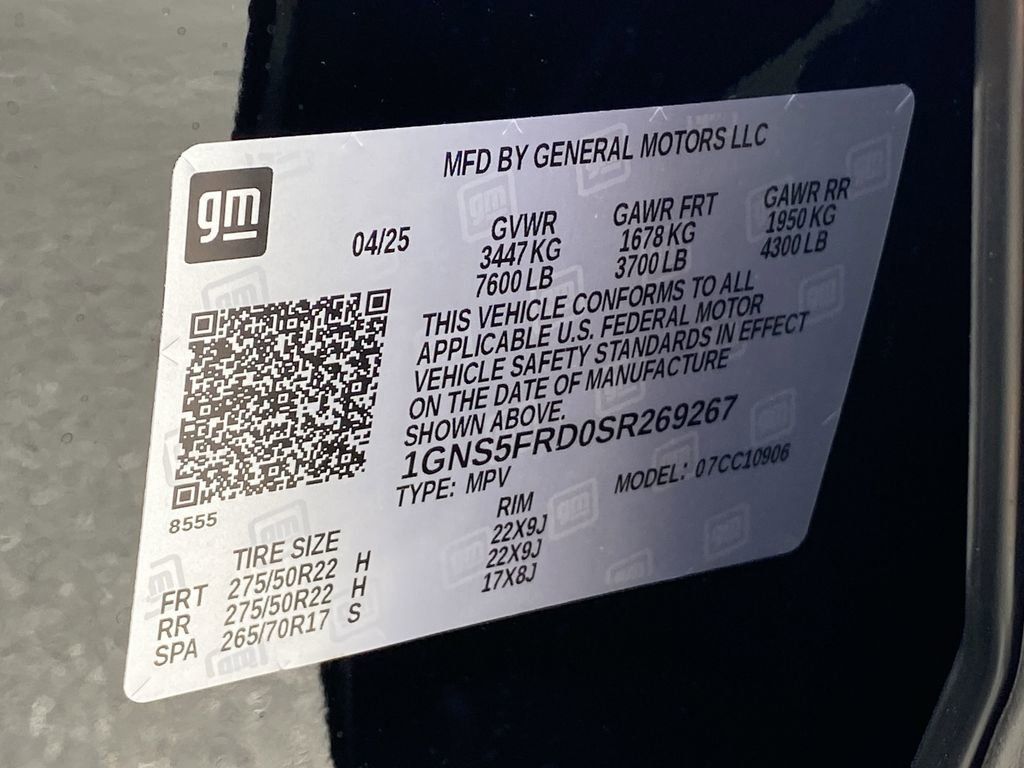 MFD BY GENERAL MOTORS LLC
gm
04/25
GVWR GAWR FRT GAWR RR
3447 KG 1678 KG 1950 KG
7600 LB 3700 LB 4300 LB
THIS VEHICLE CONFORMS TO ALL
APPLICABLE U.S. FEDERAL MOTOR
VEHICLE SAFETY STANDARDS IN EFFECT
ON THE DATE OF MANUFACTURE
SHOWN ABOVE.
1GNS5FRD0SR269267
TYPE: MPV MODEL: 07CC10906
8555
TIRE SIZE RIM
FRT 275/50R22 H 22X9J
RR 275/50R22 H 22X9J
SPA 265/70R17 S 17X8J